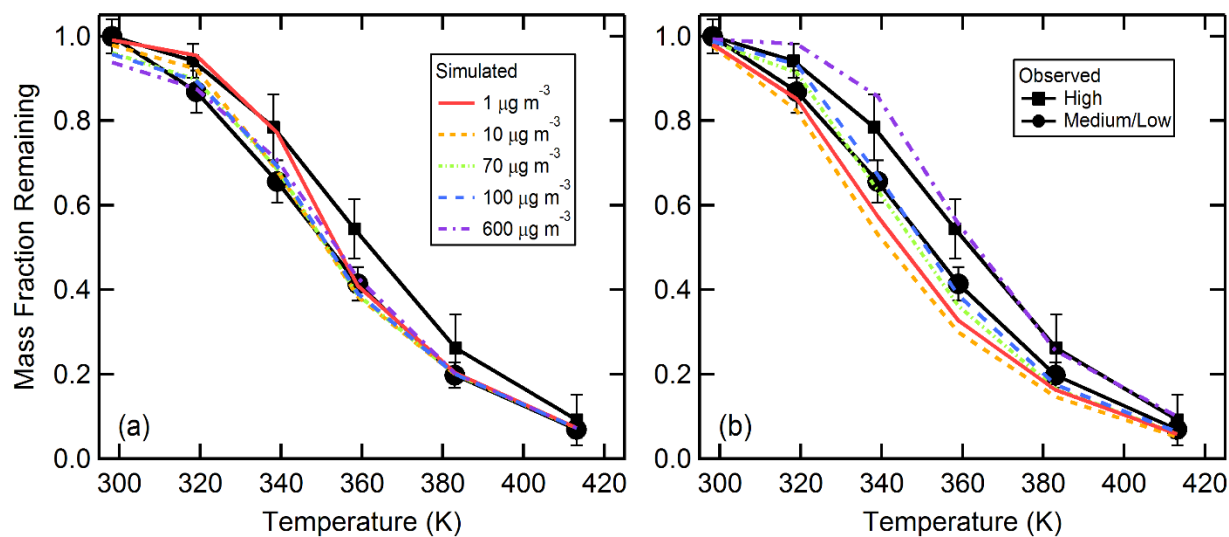 Mass Fraction Remaining
1.0
0.8
0.6
0.4
0.2
0.0
Simulated
1 µg m⁻³
10 µg m⁻³
70 µg m⁻³
100 µg m⁻³
600 µg m⁻³
(a)
300 320 340 360 380 400 420
Temperature (K)
1.0
0.8
0.6
0.4
0.2
0.0
Observed
High
Medium/Low
(b)
300 320 340 360 380 400 420
Temperature (K)